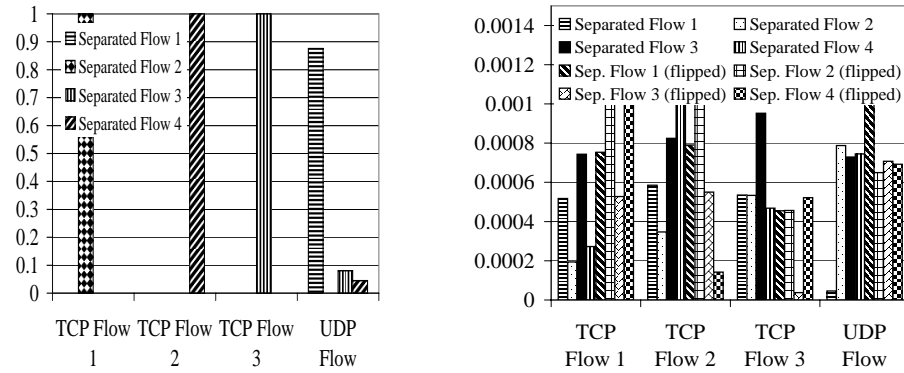 1
0.9
0.8
0.7
0.6
0.5
0.4
0.3
0.2
0.1
0
Separated Flow 1
Separated Flow 2
Separated Flow 3
Separated Flow 4
TCP Flow
1
TCP Flow
2
TCP Flow
3
UDP
Flow
0.0014
0.0012
0.001
0.0008
0.0006
0.0004
0.0002
0
Separated Flow 1
Separated Flow 2
Separated Flow 3
Separated Flow 4
Sep. Flow 1 (flipped)
Sep. Flow 2 (flipped)
Sep. Flow 3 (flipped)
Sep. Flow 4 (flipped)
TCP
Flow 1
TCP
Flow 2
TCP
Flow 3
UDP
Flow